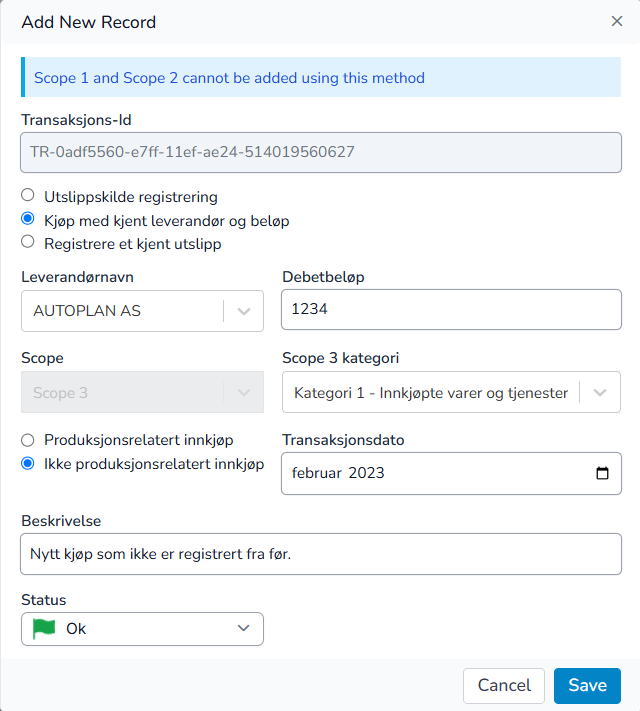 Add New Record
Scope 1 and Scope 2 cannot be added using this method
Transaksjons-Id
TR-0adf5560-e7ff-11ef-ae24-514019560627
Utslippskilde registrering
Kjøp med kjent leverandør og beløp
Registrere et kjent utslipp
Leverandørnavn
Debetbeløp
AUTOPLAN AS
1234
Scope
Scope 3 kategori
Scope 3
Kategori 1 - Innkjøpte varer og tjenester
Produksjonsrelatert innkjøp
Ikke produksjonsrelatert innkjøp
Transaksjonsdato
februar 2023
Beskrivelse
Nytt kjøp som ikke er registrert fra før.
Status
Ok
Cancel
Save